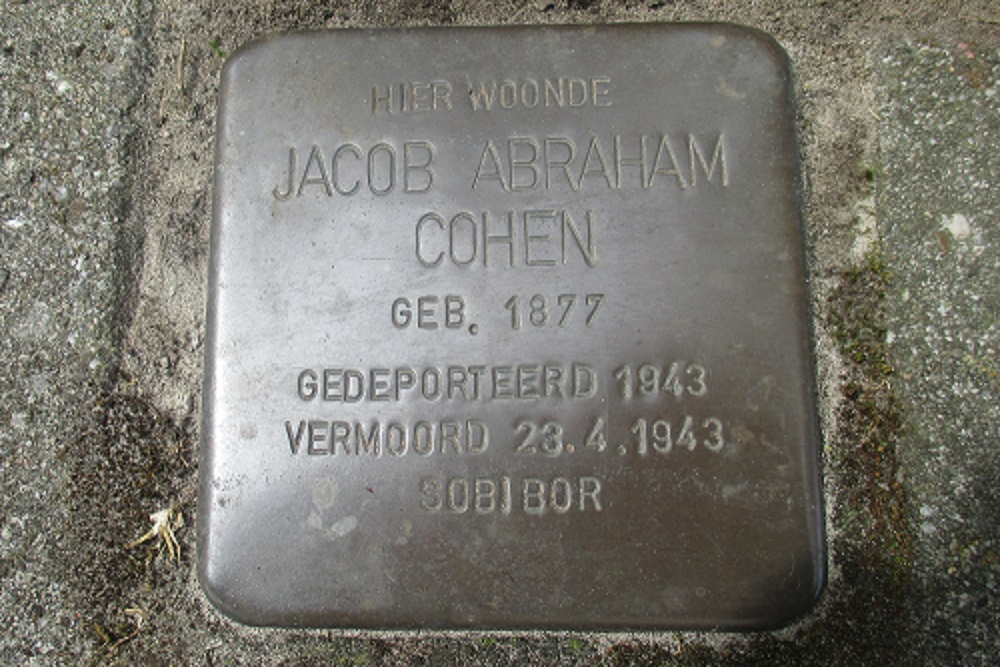 HIER WOONDE
JACOB ABRAHAM
COHEN
GEB. 1877
GEDEPORTEERD 1943
VERMOORD 23.4.1943
SOBIBOR